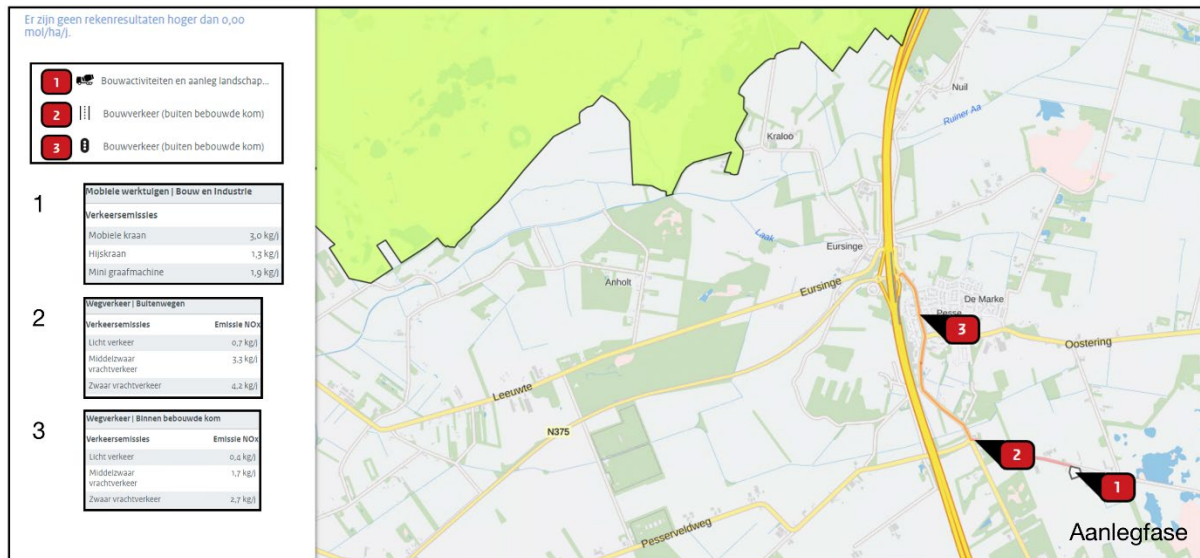 Er zijn geen rekenresultaten hoger dan 0,00
mol/ha/j.
1 Bouwactiviteiten en aanleg landschap...
2 Bouwverkeer (buiten bebouwde kom)
3 Bouwverkeer (buiten bebouwde kom)
1
Mobiele werktuigen | Bouw en Industrie
Verkeersemissies
Mobiele kraan 3,0 kg/j
Hijskraan 1,3 kg/j
Mini graafmachine 1,9 kg/j
2
Wegverkeer | Buitenwegen
Verkeersemissies Emissie NOx
Licht verkeer 0,7 kg/j
Middelzwaar 3,3 kg/j
vrachtverkeer
Zwaar vrachtverkeer 4,2 kg/j
3
Wegverkeer | Binnen bebouwde kom
Verkeersemissies Emissie NOx
Licht verkeer 0,4 kg/j
Middelzwaar 1,7 kg/j
vrachtverkeer
Zwaar vrachtverkeer 2,7 kg/j
Nuil
Ruiner Aa
Kraloo
Laak
Eursinge
Anholt
Eursinge
De Marke
Pesse
3
Oostering
Leeuwte
N375
2
1
Pesserveldweg
Aanlegfase